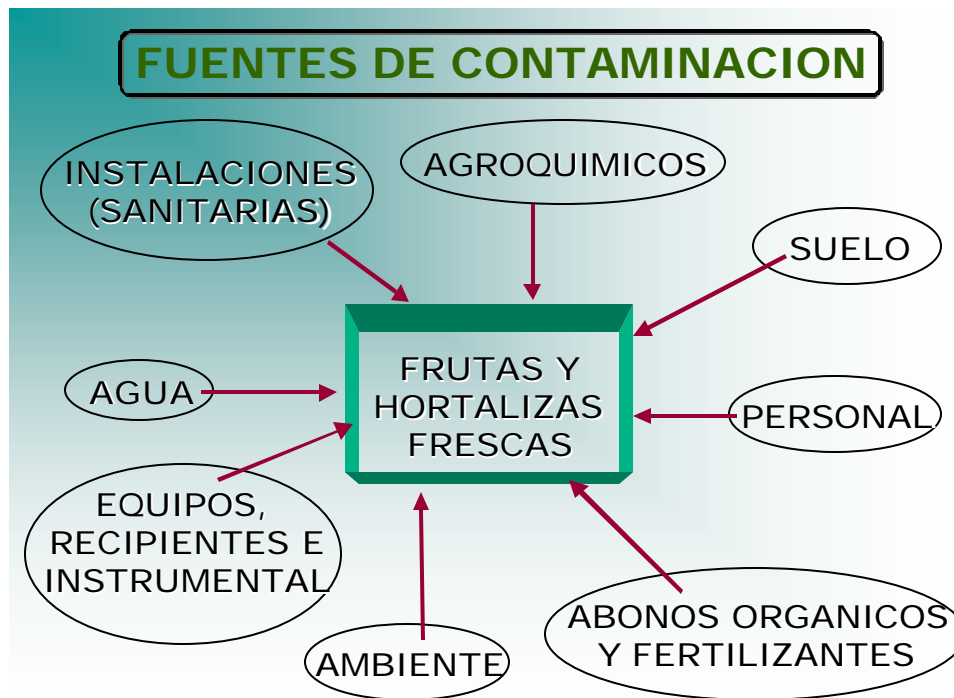 FUENTES DE CONTAMINACION
INSTALACIONES
(SANITARIAS)
AGROQUIMICOS
SUELO
AGUA
FRUTAS Y
HORTALIZAS
FRESCAS
PERSONAL
EQUIPOS,
RECIPIENTES E
INSTRUMENTAL
AMBIENTE
ABONOS ORGANICOS
Y FERTILIZANTES